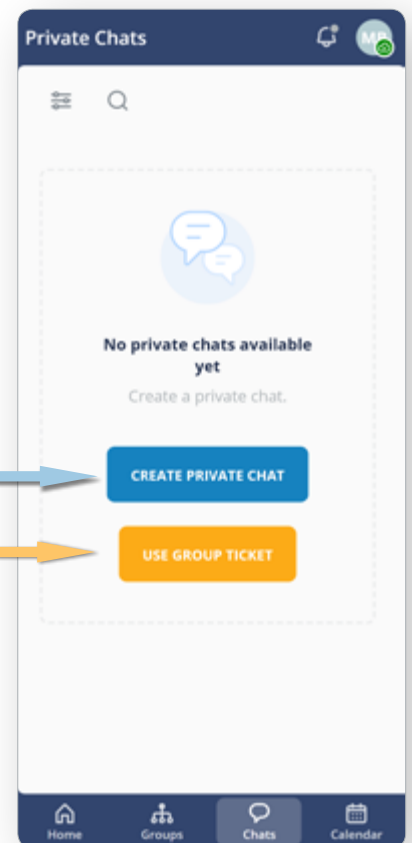 Private Chats
No private chats available
yet
Create a private chat.
CREATE PRIVATE CHAT
USE GROUP TICKET
Home
Groups
Chats
Calendar